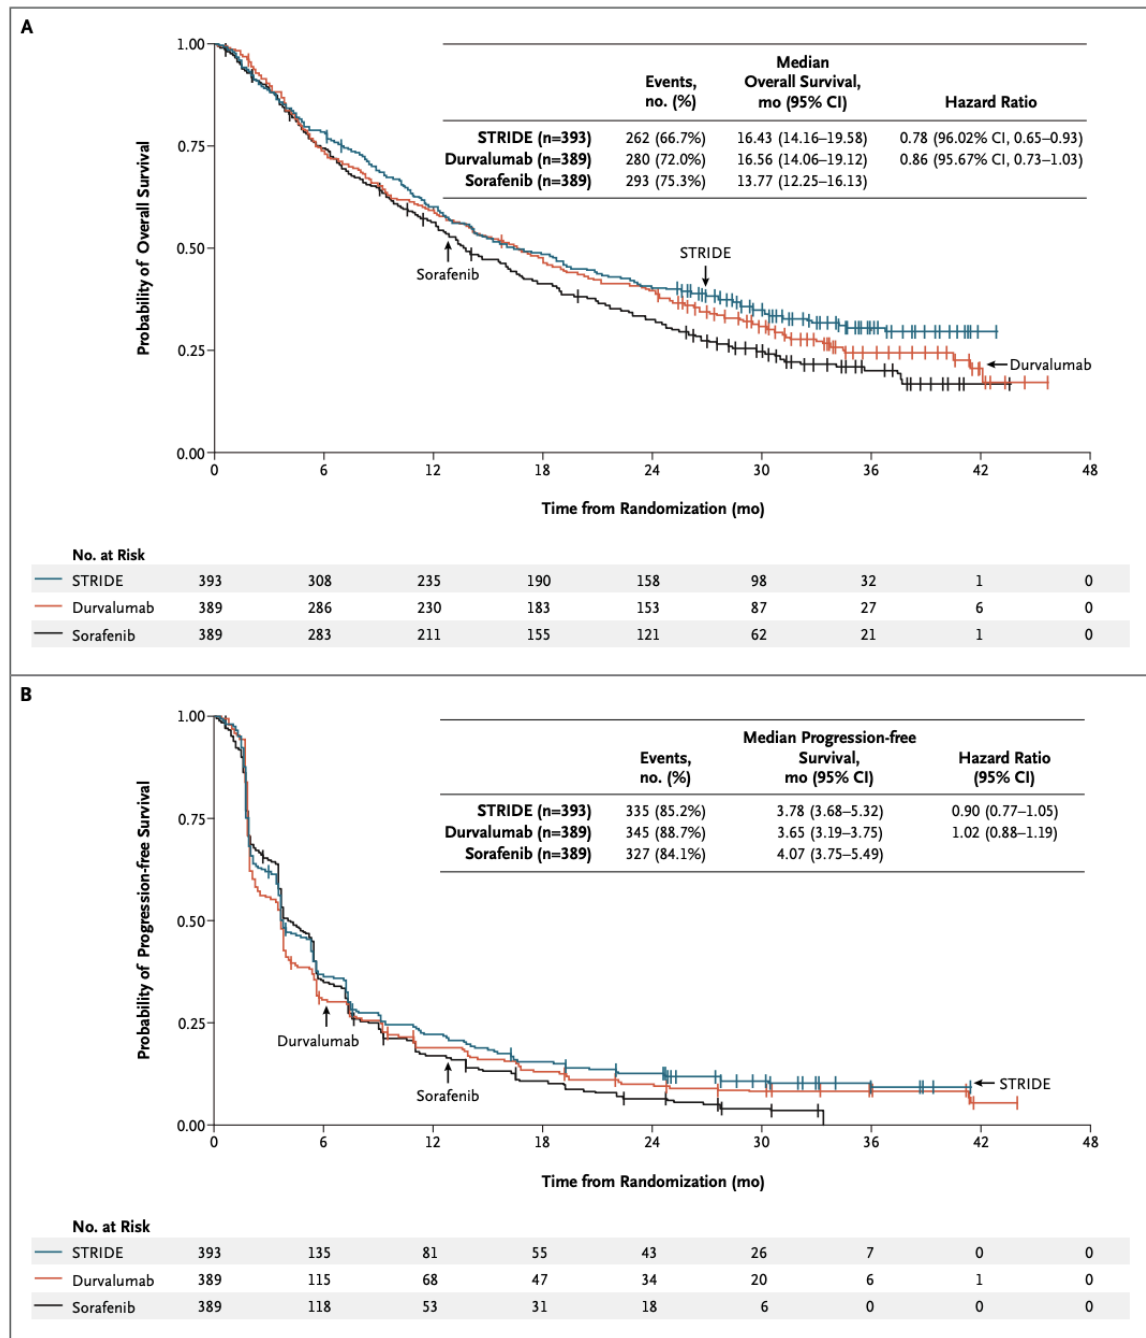 A
Probability of Overall Survival
1.00
0.75
0.50
0.25
0.00
Events, no. (%)
Median Overall Survival, mo (95% CI)
Hazard Ratio
STRIDE (n=393) 262 (66.7%) 16.43 (14.16–19.58) 0.78 (96.02% CI, 0.65–0.93)
Durvalumab (n=389) 280 (72.0%) 16.56 (14.06–19.12) 0.86 (95.67% CI, 0.73–1.03)
Sorafenib (n=389) 293 (75.3%) 13.77 (12.25–16.13)
STRIDE
Sorafenib
Durvalumab
0 6 12 18 24 30 36 42 48
Time from Randomization (mo)
No. at Risk
STRIDE 393 308 235 190 158 98 32 1 0
Durvalumab 389 286 230 183 153 87 27 6 0
Sorafenib 389 283 211 155 121 62 21 1 0
B
Probability of Progression-free Survival
1.00
0.75
0.50
0.25
0.00
Events, no. (%)
Median Progression-free Survival, mo (95% CI)
Hazard Ratio (95% CI)
STRIDE (n=393) 335 (85.2%) 3.78 (3.68–5.32) 0.90 (0.77–1.05)
Durvalumab (n=389) 345 (88.7%) 3.65 (3.19–3.75) 1.02 (0.88–1.19)
Sorafenib (n=389) 327 (84.1%) 4.07 (3.75–5.49)
Durvalumab
Sorafenib
STRIDE
0 6 12 18 24 30 36 42 48
Time from Randomization (mo)
No. at Risk
STRIDE 393 135 81 55 43 26 7 0 0
Durvalumab 389 115 68 47 34 20 6 1 0
Sorafenib 389 118 53 31 18 6 0 0 0